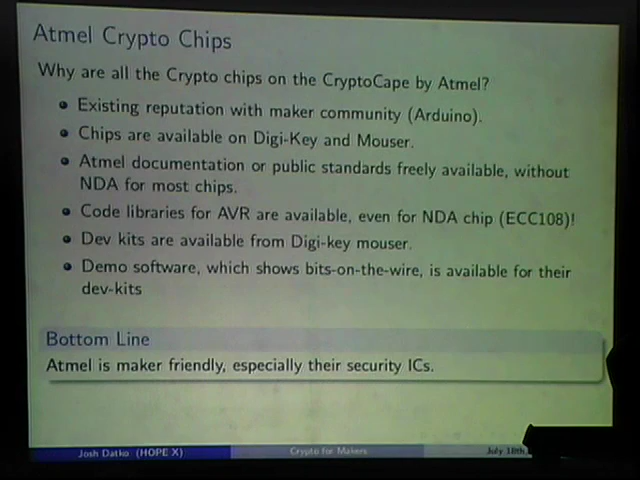 Atmel Crypto Chips
Why are all the Crypto chips on the CryptoCape by Atmel?
Existing reputation with maker community (Arduino).
Chips are available on Digi-Key and Mouser.
Atmel documentation or public standards freely available, without
NDA for most chips.
Code libraries for AVR are available, even for NDA chip (ECC108)!
Dev kits are available from Digi-key mouser.
Demo software, which shows bits-on-the-wire, is available for their
dev-kits
Bottom Line
Atmel is maker friendly, especially their security ICs.
Josh Datko (HOPE X) Crypto for Makers July 18th,